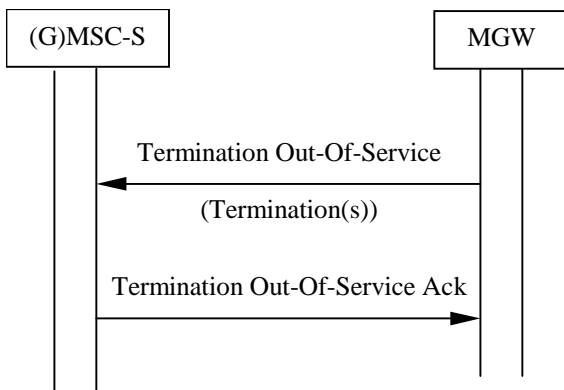 (G)MSC-S
MGW
Termination Out-Of-Service
(Termination(s))
Termination Out-Of-Service Ack